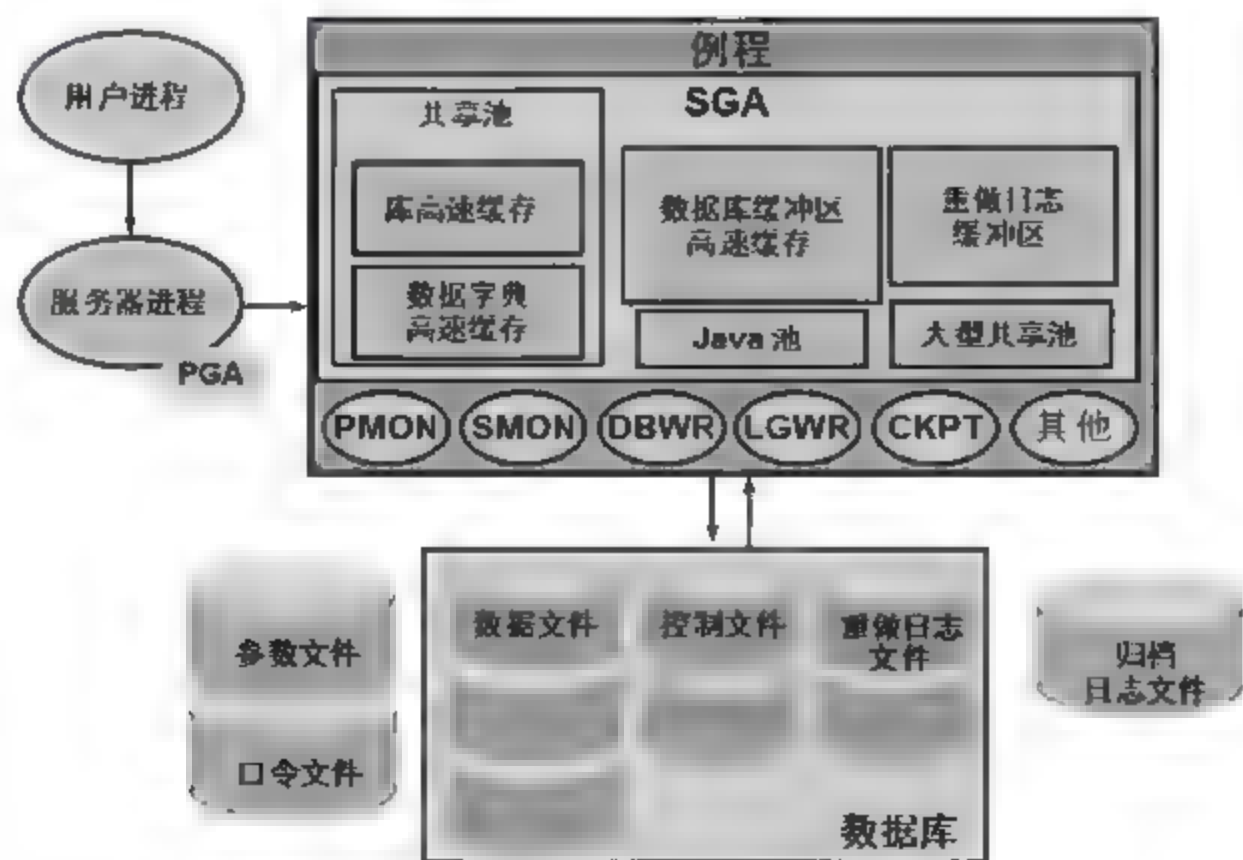 例程
用户进程
SGA
共享池
库高速缓存
数据库缓冲区
高速缓存
重做日志
缓冲区
服务器进程
PGA
数据字典
高速缓存
Java 池
大型共享池
PMON
SMON
DBWR
LGWR
CKPT
其他
参数文件
口令文件
数据文件
控制文件
重做日志
文件
归档
日志文件
数据库